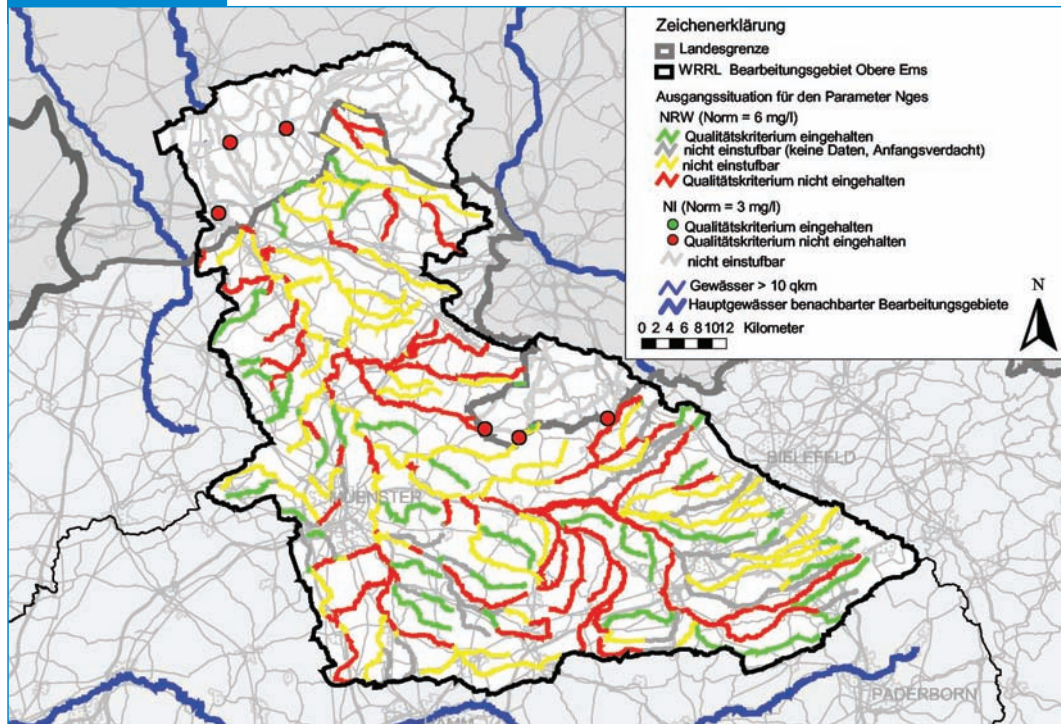 Zeichenerklärung
Landesgrenze
WRRL Bearbeitungsgebiet Obere Ems
Ausgangssituation für den Parameter Nges
NRW (Norm = 6 mg/l)
Qualitätskriterium eingehalten
nicht einstufbar (keine Daten, Anfangsverdacht)
nicht einstufbar
Qualitätskriterium nicht eingehalten
NI (Norm = 3 mg/l)
Qualitätskriterium eingehalten
Qualitätskriterium nicht eingehalten
nicht einstufbar
Gewässer > 10 qkm
Hauptgewässer benachbarter Bearbeitungsgebiete
N
0 2 4 6 8 10 12 Kilometer
BIELEFELD
MUENSTER
PADERBORN